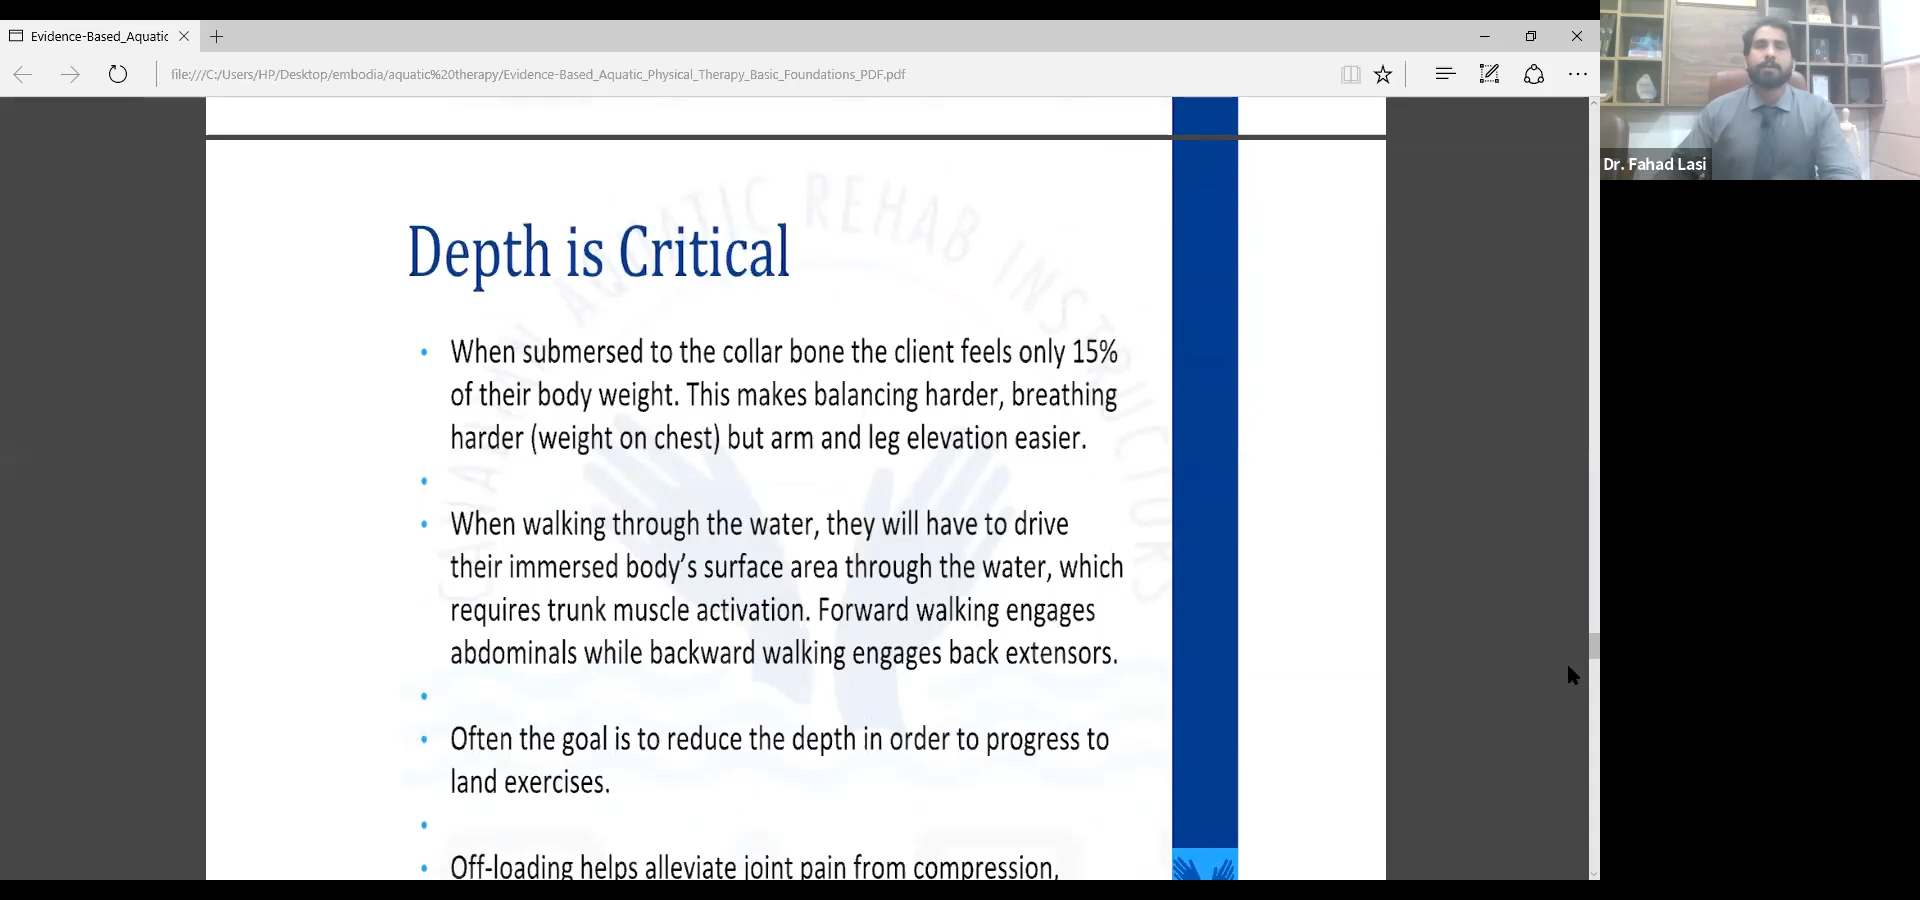 Evidence-Based_Aquatic
file:///C:/Users/HP/Desktop/embodia/aquatic%20therapy/Evidence-Based_Aquatic_Physical_Therapy_Basic_Foundations_PDF.pdf
Dr. Fahad Lasi
CANADIAN AQUATIC REHAB INSTRUCTORS
Depth is Critical
• When submersed to the collar bone the client feels only 15%
of their body weight. This makes balancing harder, breathing
harder (weight on chest) but arm and leg elevation easier.
•
• When walking through the water, they will have to drive
their immersed body’s surface area through the water, which
requires trunk muscle activation. Forward walking engages
abdominals while backward walking engages back extensors.
•
• Often the goal is to reduce the depth in order to progress to
land exercises.
•
• Off-loading helps alleviate joint pain from compression,